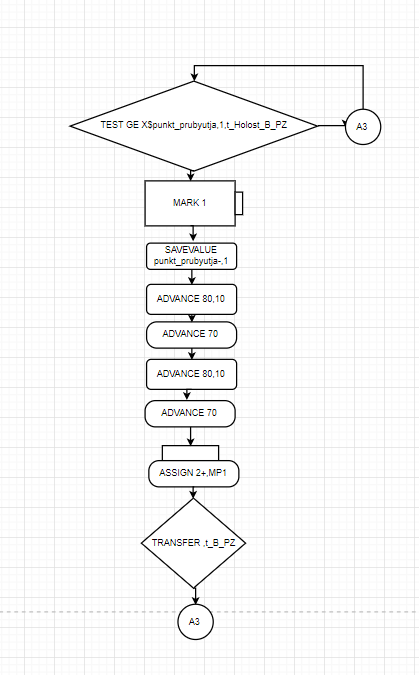 TEST GE X$punkt_prubyutja,1,t_Holost_B_PZ
A3
MARK 1
SAVEVALUE
punkt_prubyutja-,1
ADVANCE 80,10
ADVANCE 70
ADVANCE 80,10
ADVANCE 70
ASSIGN 2+,MP1
TRANSFER ,t_B_PZ
A3